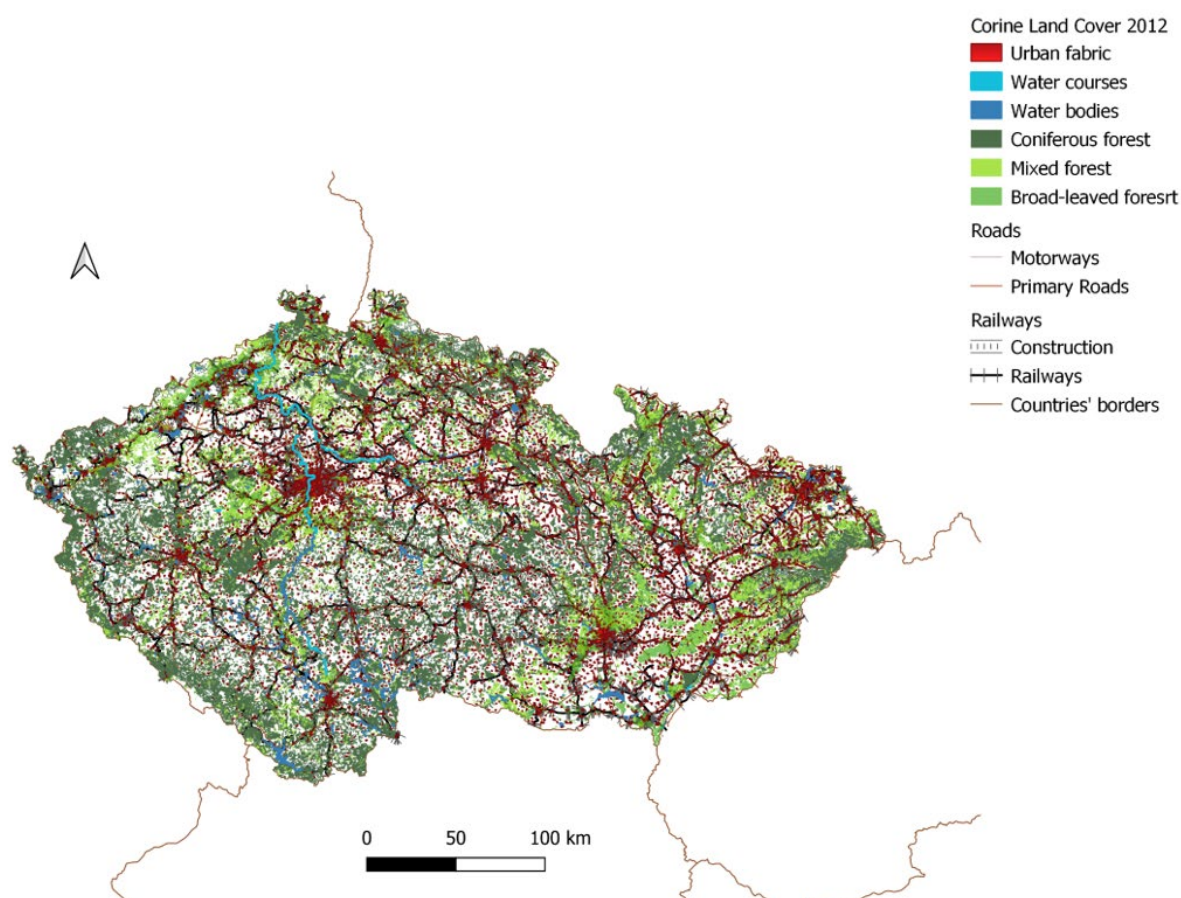 Corine Land Cover 2012
Urban fabric
Water courses
Water bodies
Coniferous forest
Mixed forest
Broad-leaved foresrt
Roads
Motorways
Primary Roads
Railways
Construction
Railways
Countries' borders
0 50 100 km